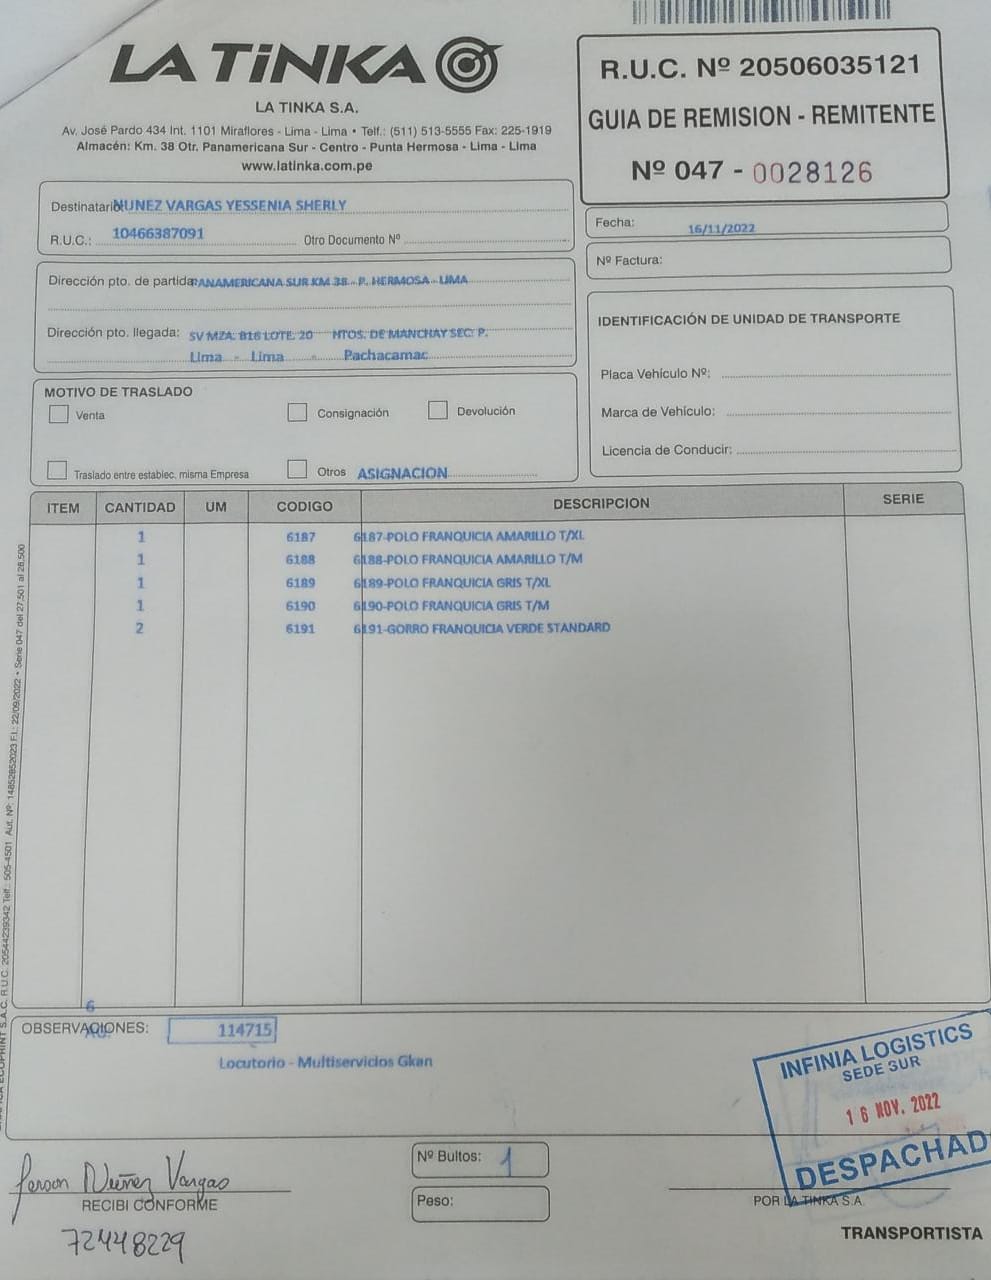 LA TiNKA
LA TINKA S.A.
Av. José Pardo 434 Int. 1101 Miraflores - Lima - Lima • Telf.: (511) 513-5555 Fax: 225-1919
Almacén: Km. 38 Otr. Panamericana Sur - Centro - Punta Hermosa - Lima - Lima
www.latinka.com.pe
R.U.C. Nº 20506035121
GUIA DE REMISION - REMITENTE
Nº 047 - 0028126
Destinatario NUNEZ VARGAS YESSENIA SHERLY
R.U.C.: 10466387091 Otro Documento Nº
Fecha: 16/11/2022
Nº Factura:
Dirección pto. de partida: PANAMERICANA SUR KM 38 - P. HERMOSA - LIMA
Dirección pto. llegada: SV MZA: B16 LOTE. 20 HTOS. DE MANCHAY SEC: P.
Lima - Lima - Pachacamac
IDENTIFICACIÓN DE UNIDAD DE TRANSPORTE
Placa Vehículo Nº:
Marca de Vehículo:
Licencia de Conducir:
MOTIVO DE TRASLADO
Venta Consignación Devolución
Traslado entre establec. misma Empresa Otros ASIGNACION
ITEM CANTIDAD UM CODIGO DESCRIPCION SERIE
1 6187 6187-POLO FRANQUICIA AMARILLO T/XL
1 6188 6188-POLO FRANQUICIA AMARILLO T/M
1 6189 6189-POLO FRANQUICIA GRIS T/XL
1 6190 6190-POLO FRANQUICIA GRIS T/M
2 6191 6191-GORRO FRANQUICIA VERDE STANDARD
S.A.C. R.U.C. 20544239342 Telf.: 505-4501 Aut. Nº: 14852852023 F.I.: 22/09/2022 • Serie 047 del 27,501 al 28,500
6
OBSERVACIONES: 114715
Locutorio - Multiservicios Gkan
INFINIA LOGISTICS
SEDE SUR
16 NOV. 2022
DESPACHAD
Nº Bultos: 1
Peso:
Jerson Nuñez Vargas
RECIBI CONFORME
72448229
POR LA TINKA S.A.
TRANSPORTISTA